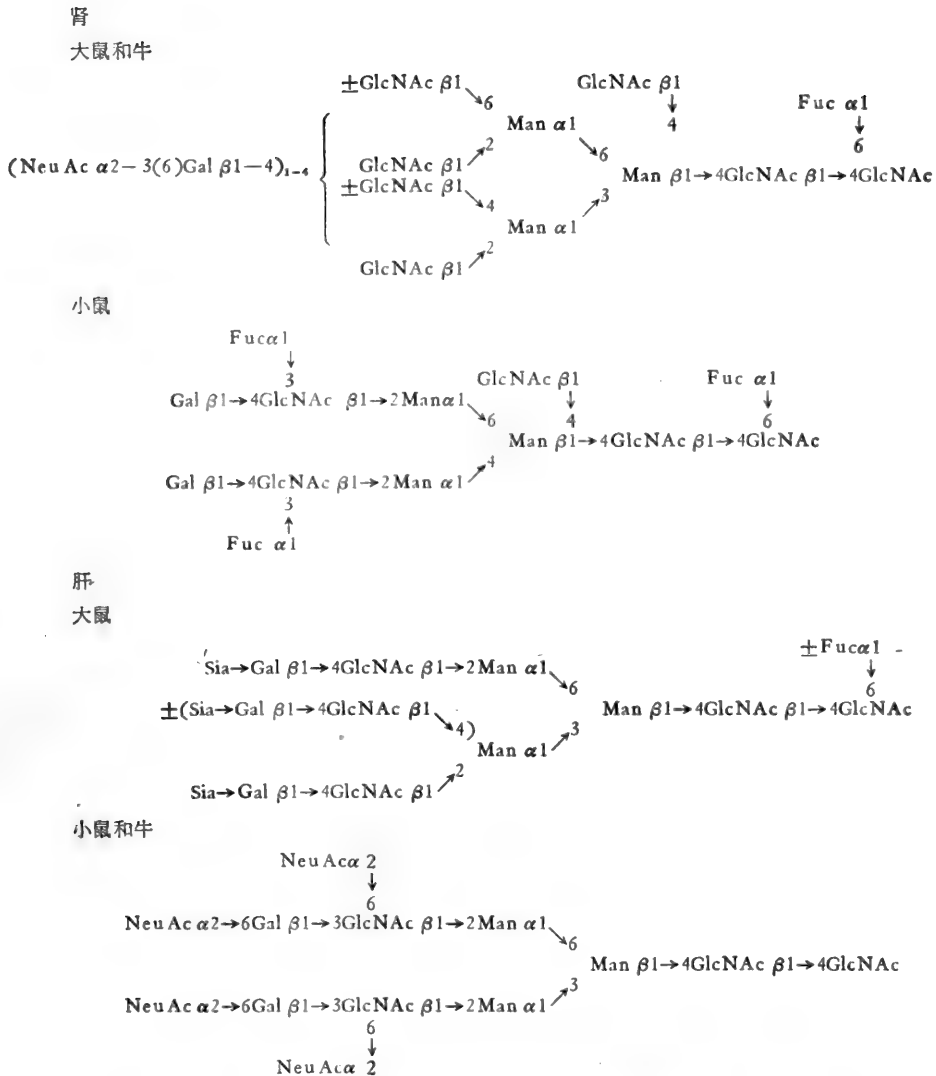 肾
大鼠和牛
±GlcNAc β1↘6 GlcNAc β1 ↓ 4
Fuc α1 ↓ 6
Man α1↘6
(NeuAc α2−3(6)Gal β1−4)₁₋₄ { GlcNAc β1↗2
±GlcNAc β1↘4 Man β1→4GlcNAc β1→4GlcNAc
Man α1↗3
GlcNAc β1↗2
小鼠
Fucα1
↓
3
GlcNAc β1 Fuc α1
↓ ↓
Gal β1→4GlcNAc β1→2Manα1↘6 4 6
Man β1→4GlcNAc β1→4GlcNAc
Gal β1→4GlcNAc β1→2Man α1↗4
3
↑
Fuc α1
肝
大鼠
±Fucα1
↓
6
Sia→Gal β1→4GlcNAc β1→2Man α1↘6
±(Sia→Gal β1→4GlcNAc β1↘4) Man β1→4GlcNAc β1→4GlcNAc
Man α1↗3
Sia→Gal β1→4GlcNAc β1↗2
小鼠和牛
NeuAcα 2
↓
6
NeuAc α2→6Gal β1→3GlcNAc β1→2Man α1↘6
Man β1→4GlcNAc β1→4GlcNAc
NeuAc α2→6Gal β1→3GlcNAc β1→2Man α1↗3
6
↓
NeuAcα 2